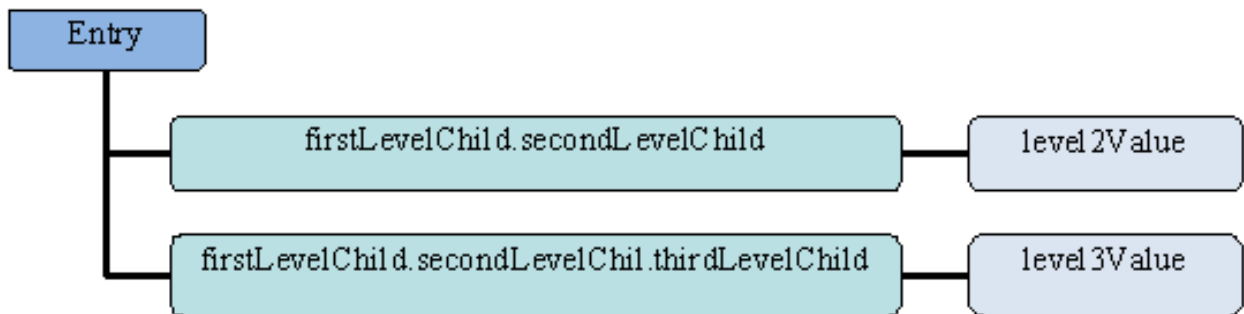 Entry
firstLevelChild.secondLevelChild
level2Value
firstLevelChild.secondLevelChil.thirdLevelChild
level3Value